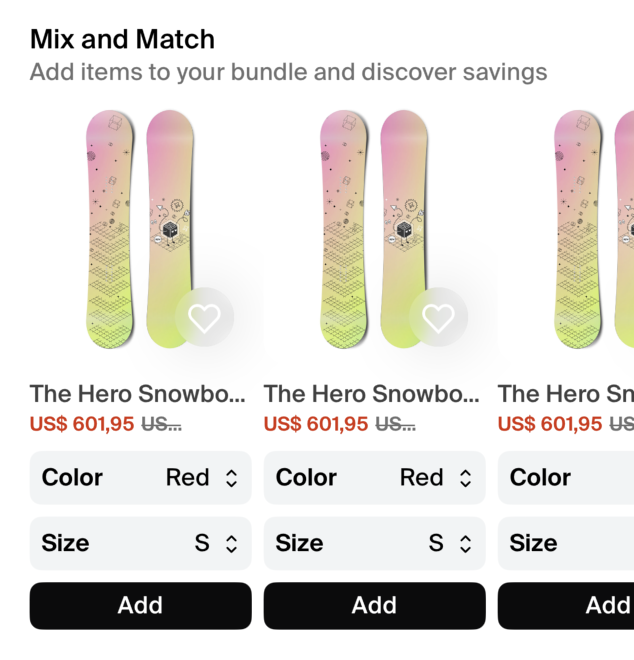 Mix and Match
Add items to your bundle and discover savings
The Hero Snowbo... The Hero Snowbo... The Hero Sn
US$ 601,95 US... US$ 601,95 US... US$ 601,95 US
Color Red Color Red Color
Size S Size S Size
Add Add Add